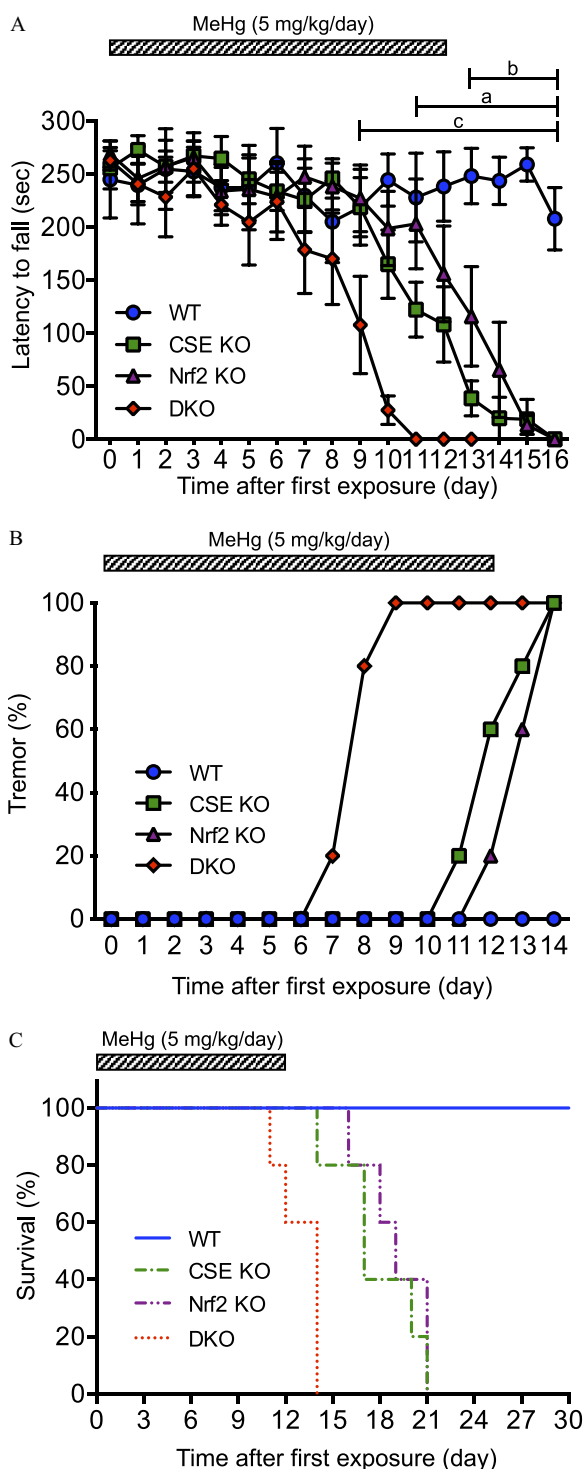 A
MeHg (5 mg/kg/day)
b
a
c
300
250
200
150
100
50
0
Latency to fall (sec)
WT
CSE KO
Nrf2 KO
DKO
0 1 2 3 4 5 6 7 8 9 10 11 12 13 14 15 16
Time after first exposure (day)
B
MeHg (5 mg/kg/day)
100
80
60
40
20
0
Tremor (%)
WT
CSE KO
Nrf2 KO
DKO
0 1 2 3 4 5 6 7 8 9 10 11 12 13 14
Time after first exposure (day)
C
MeHg (5 mg/kg/day)
100
80
60
40
20
0
Survival (%)
WT
CSE KO
Nrf2 KO
DKO
0 3 6 9 12 15 18 21 24 27 30
Time after first exposure (day)